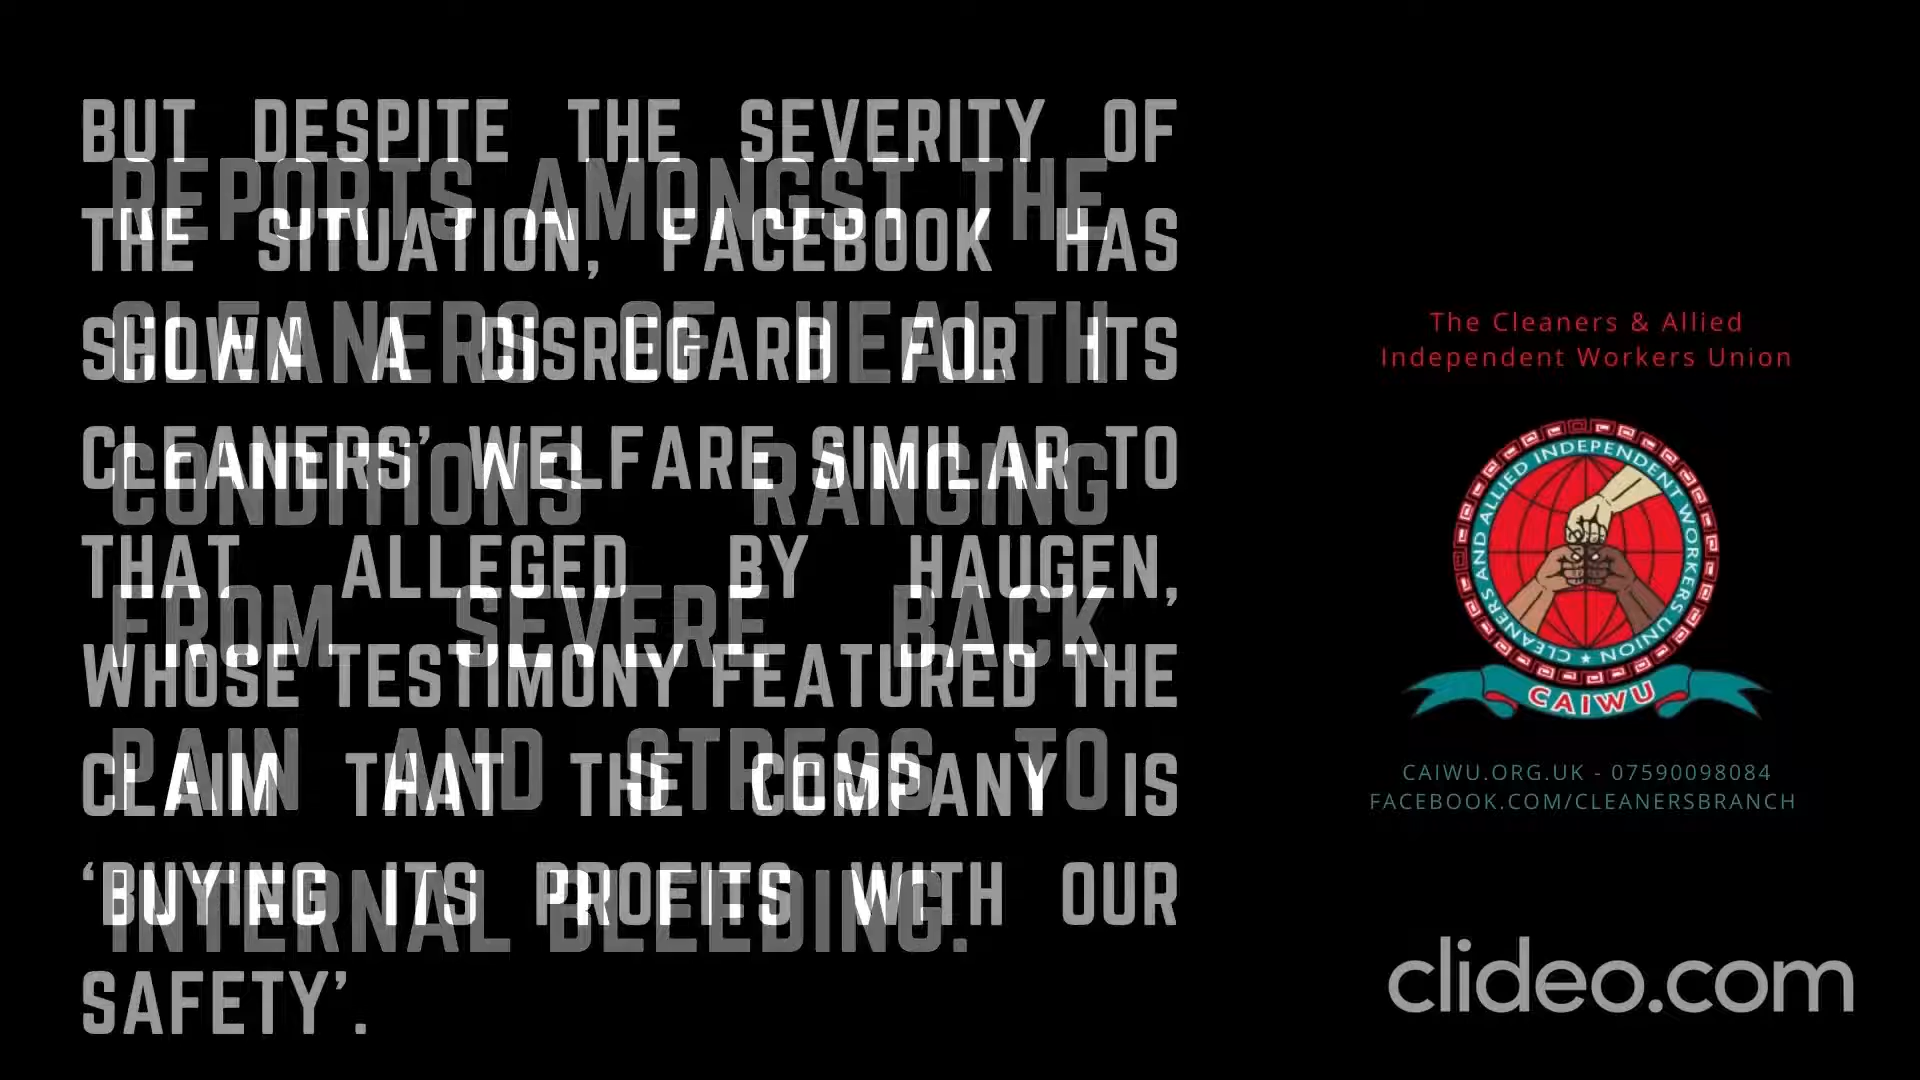 BUT DESPITE THE SEVERITY OF
THE SITUATION, FACEBOOK HAS
SHOWN A DISREGARD FOR ITS
CLEANERS’ WELFARE SIMILAR TO
THAT ALLEGED BY HAUGEN,
WHOSE TESTIMONY FEATURED THE
CLAIM THAT THE COMPANY IS
‘BUYING ITS PROFITS WITH OUR
SAFETY’.
REPORTS AMONGST THE
CLEANERS OF HEALTH
CONDITIONS RANGING
FROM SEVERE BACK
PAIN AND STRESS TO
INTERNAL BLEEDING.
The Cleaners & Allied
Independent Workers Union
CLEANERS AND ALLIED INDEPENDENT WORKERS UNION
CAIWU
CAIWU.ORG.UK - 07590098084
FACEBOOK.COM/CLEANERSBRANCH
clideo.com